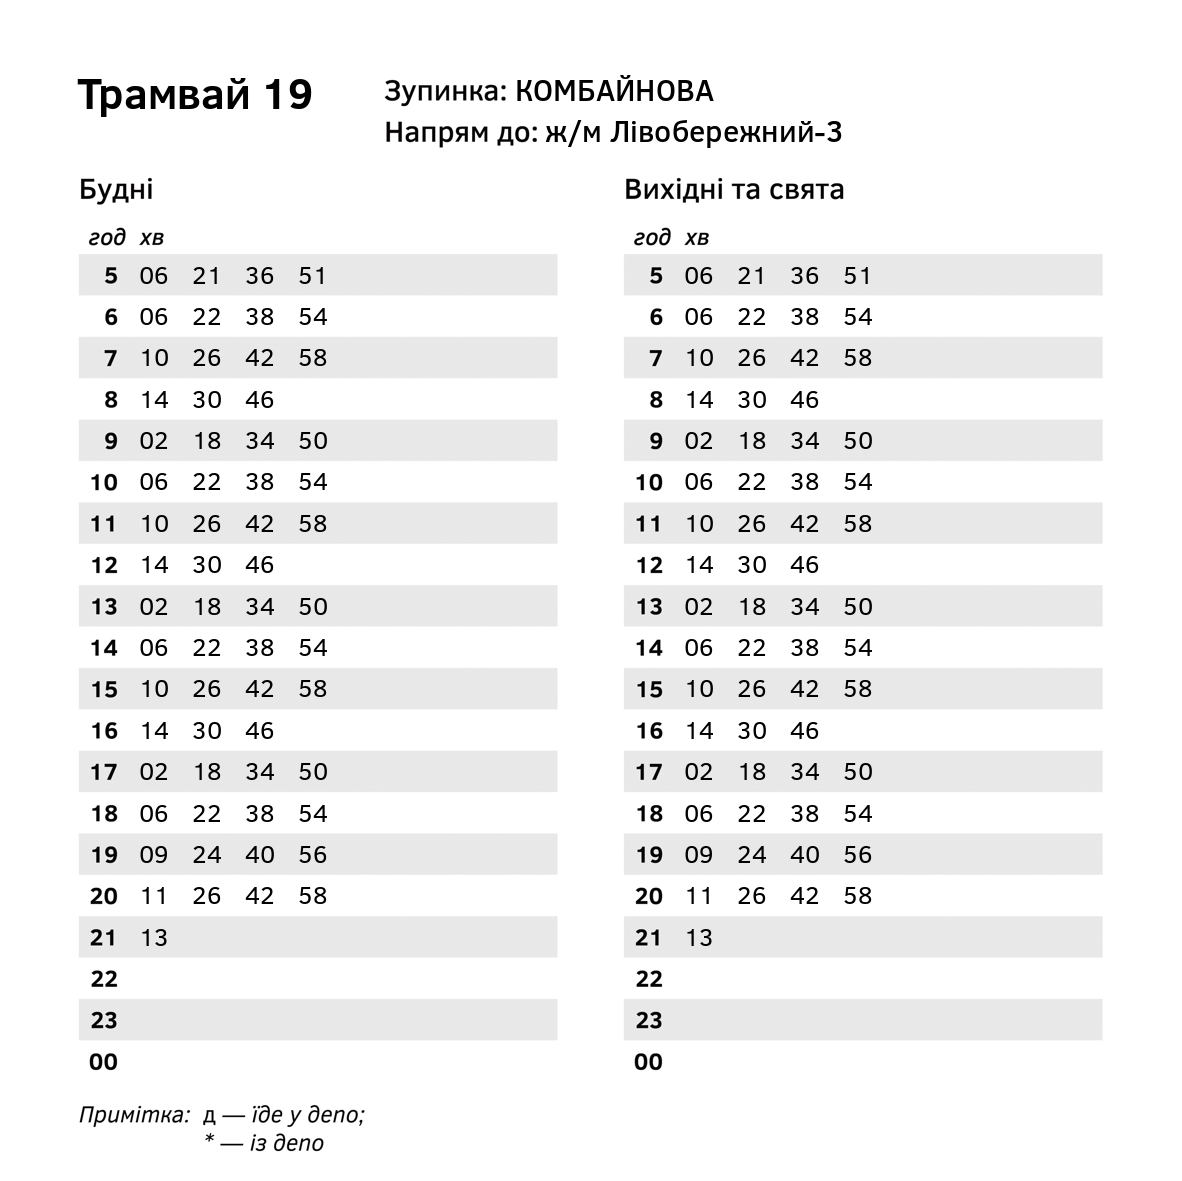 Трамвай 19
Зупинка: КОМБАЙНОВА
Напрям до: ж/м Лівобережний-3
Будні
год хв
5 06 21 36 51
6 06 22 38 54
7 10 26 42 58
8 14 30 46
9 02 18 34 50
10 06 22 38 54
11 10 26 42 58
12 14 30 46
13 02 18 34 50
14 06 22 38 54
15 10 26 42 58
16 14 30 46
17 02 18 34 50
18 06 22 38 54
19 09 24 40 56
20 11 26 42 58
21 13
22
23
00
Вихідні та свята
год хв
5 06 21 36 51
6 06 22 38 54
7 10 26 42 58
8 14 30 46
9 02 18 34 50
10 06 22 38 54
11 10 26 42 58
12 14 30 46
13 02 18 34 50
14 06 22 38 54
15 10 26 42 58
16 14 30 46
17 02 18 34 50
18 06 22 38 54
19 09 24 40 56
20 11 26 42 58
21 13
22
23
00
Примітка: д — їде у депо;
* — із депо